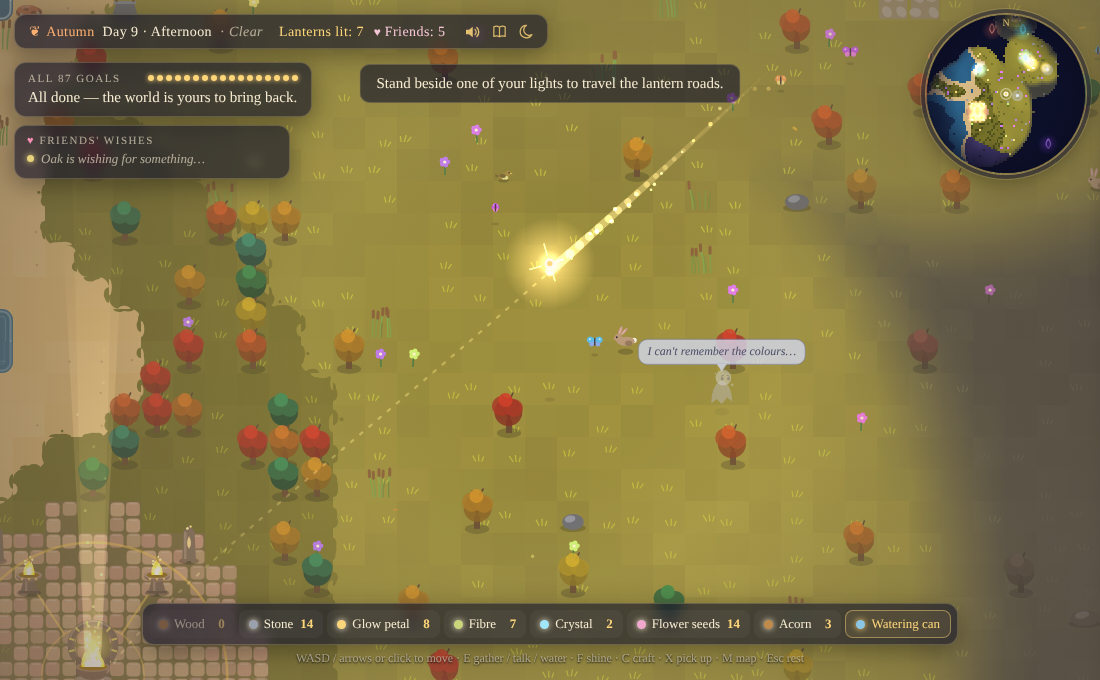 Autumn Day 9 · Afternoon · Clear Lanterns lit: 7 ♥ Friends: 5
ALL 87 GOALS
All done — the world is yours to bring back.
Stand beside one of your lights to travel the lantern roads.
N
♥ FRIENDS' WISHES
Oak is wishing for something…
I can't remember the colours…
Wood 0 Stone 14 Glow petal 8 Fibre 7 Crystal 2 Flower seeds 14 Acorn 3 Watering can
WASD / arrows or click to move · E gather / talk / water · F shine · C craft · X pick up · M map · Esc rest